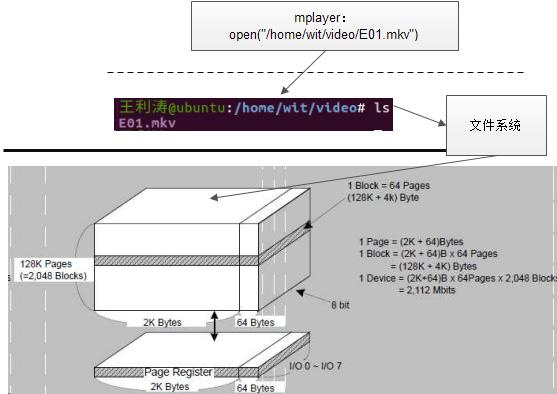 mplayer：
open("/home/wit/video/E01.mkv")
王利涛@ubuntu:/home/wit/video# ls
E01.mkv
文件系统
1 Block = 64 Pages
(128K + 4k) Byte
128K Pages
(=2,048 Blocks)
1 Page = (2K + 64)Bytes
1 Block = (2K + 64)B x 64 Pages
= (128K + 4K) Bytes
1 Device = (2K+64)B x 64Pages x 2,048 Blocks
= 2,112 Mbits
8 bit
2K Bytes
64 Bytes
Page Register
I/O 0 ~ I/O 7
2K Bytes
64 Bytes